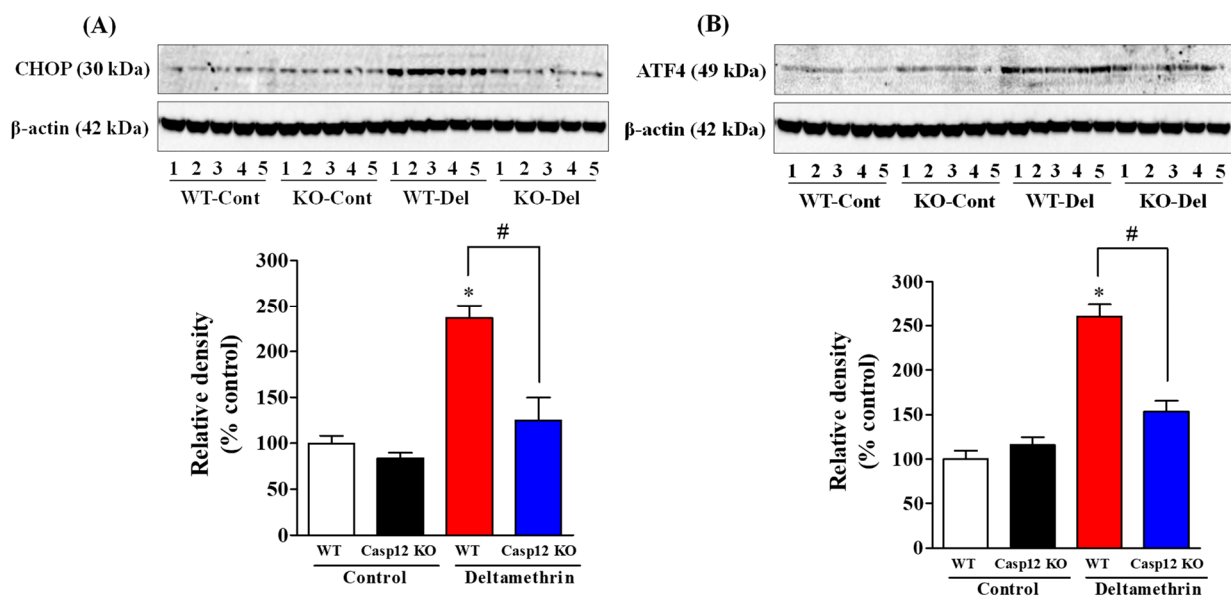 (A)
CHOP (30 kDa)
β-actin (42 kDa)
1 2 3 4 5 1 2 3 4 5 1 2 3 4 5 1 2 3 4 5
WT-Cont KO-Cont WT-Del KO-Del
#
*
Relative density
(% control)
300
250
200
150
100
50
0
WT Casp12 KO WT Casp12 KO
Control Deltamethrin
(B)
ATF4 (49 kDa)
β-actin (42 kDa)
1 2 3 4 5 1 2 3 4 5 1 2 3 4 5 1 2 3 4 5
WT-Cont KO-Cont WT-Del KO-Del
#
*
Relative density
(% control)
300
250
200
150
100
50
0
WT Casp12 KO WT Casp12 KO
Control Deltamethrin